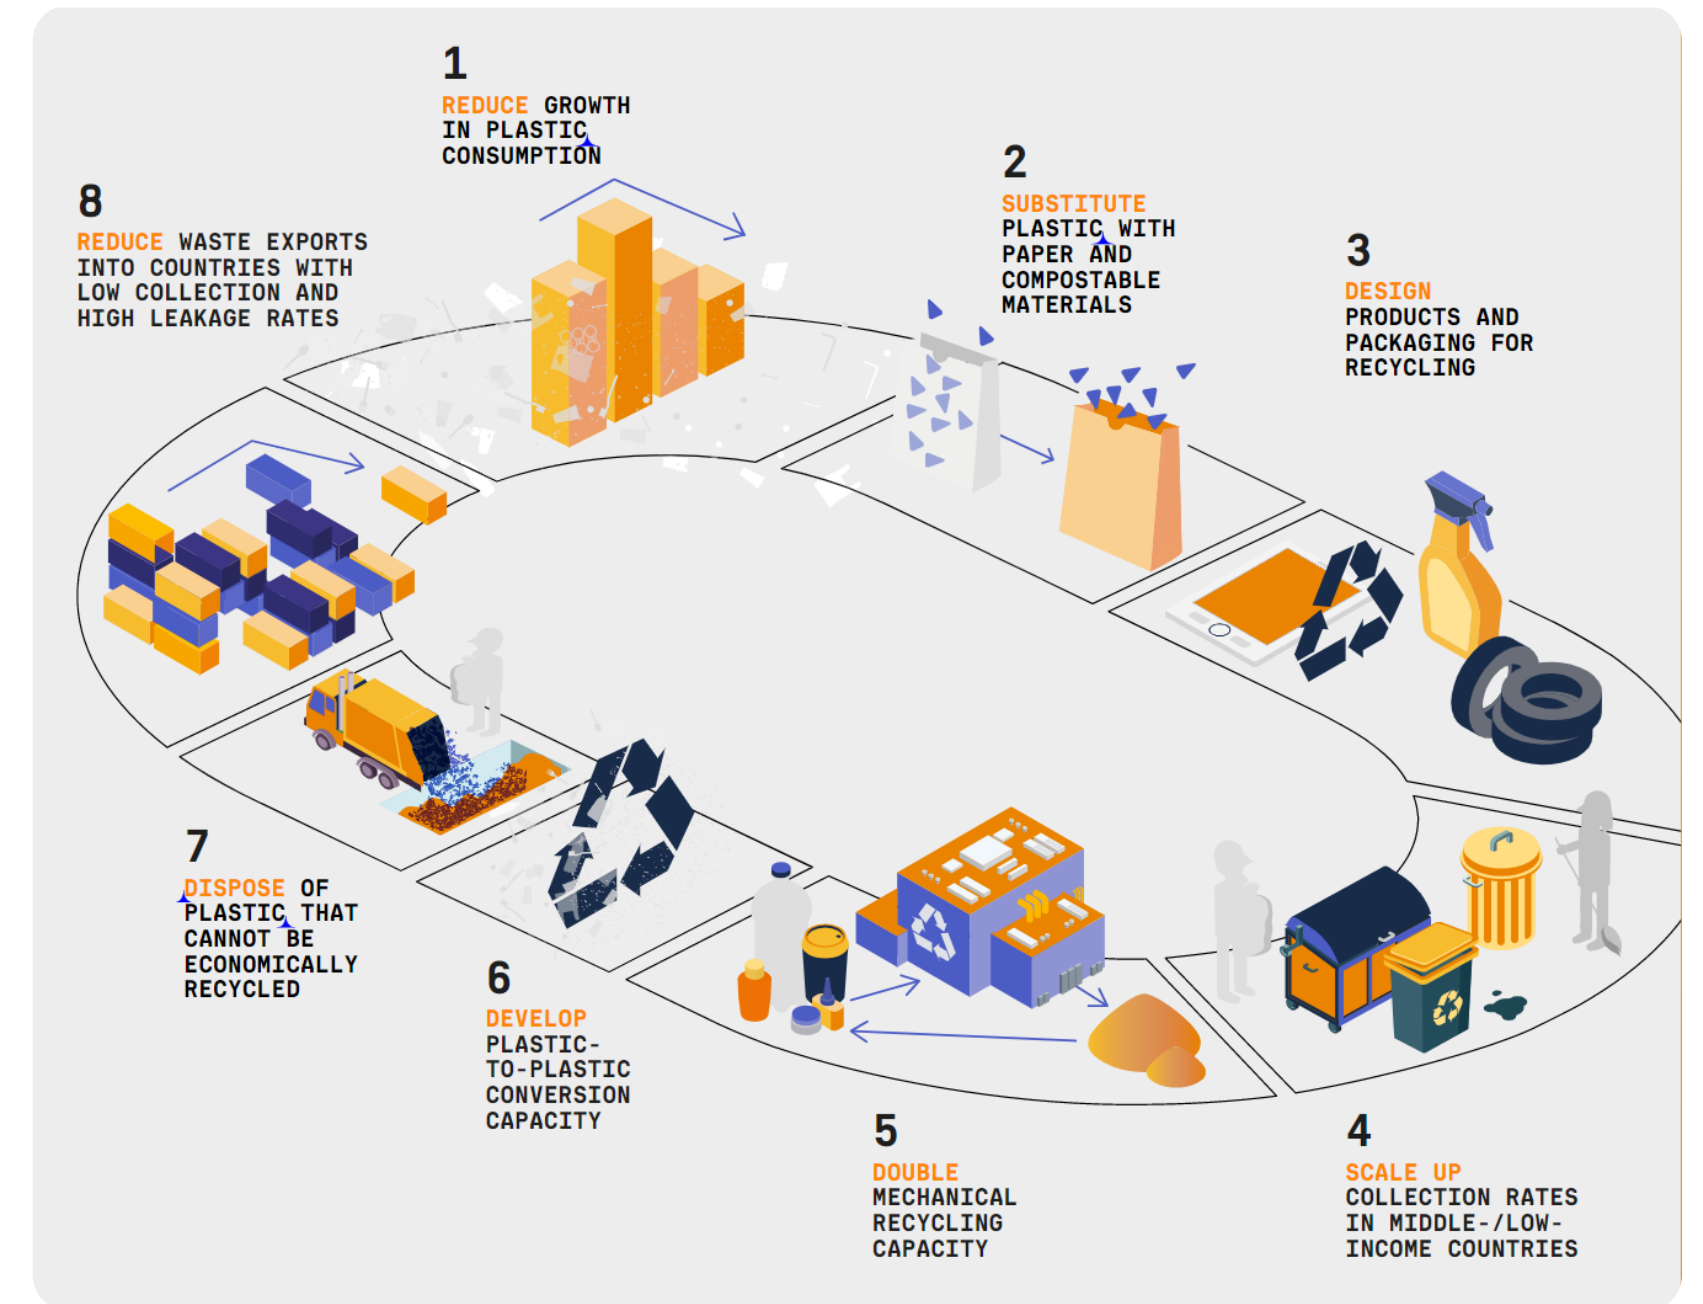 1
REDUCE GROWTH
IN PLASTIC
CONSUMPTION
2
SUBSTITUTE
PLASTIC WITH
PAPER AND
COMPOSTABLE
MATERIALS
3
DESIGN
PRODUCTS AND
PACKAGING FOR
RECYCLING
4
SCALE UP
COLLECTION RATES
IN MIDDLE-/LOW-
INCOME COUNTRIES
5
DOUBLE
MECHANICAL
RECYCLING
CAPACITY
6
DEVELOP
PLASTIC-
TO-PLASTIC
CONVERSION
CAPACITY
7
DISPOSE OF
PLASTIC THAT
CANNOT BE
ECONOMICALLY
RECYCLED
8
REDUCE WASTE EXPORTS
INTO COUNTRIES WITH
LOW COLLECTION AND
HIGH LEAKAGE RATES